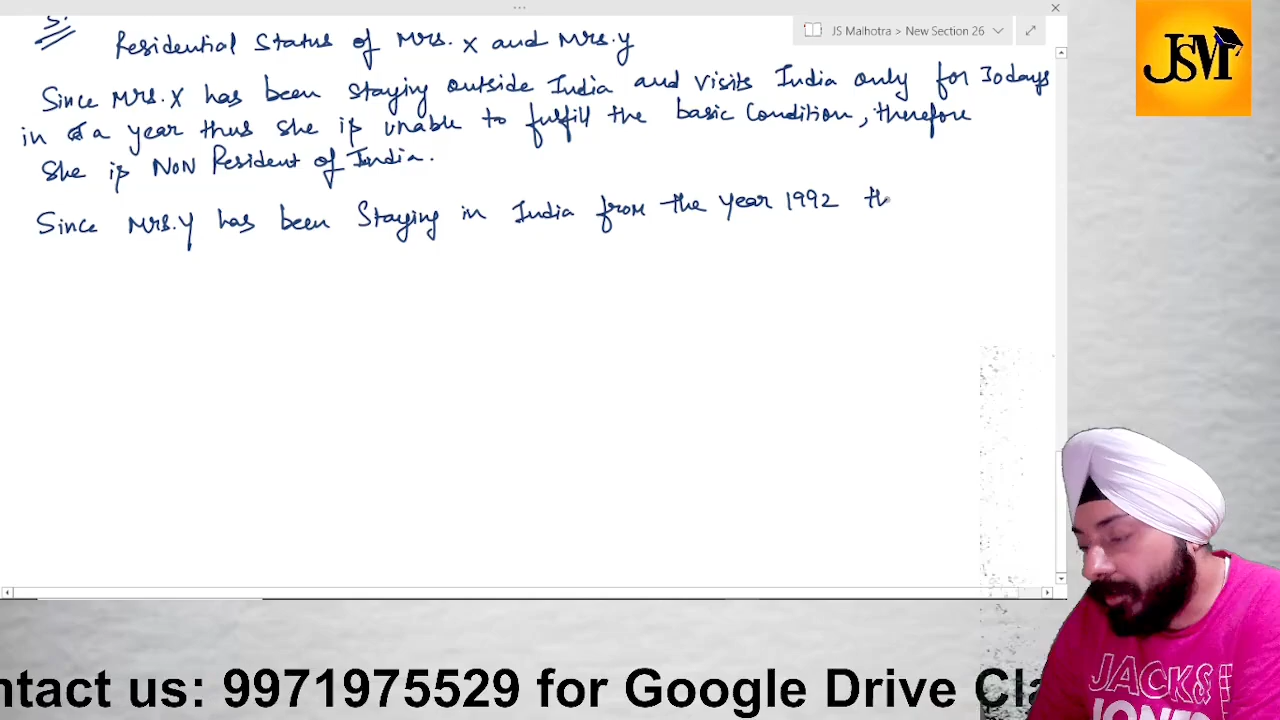 3.
JS Malhotra > New Section 26
JSM
Residential Status of Mrs. X and Mrs. y
Since Mrs. X has been staying outside India and visits India only for 30 days
in a year thus she is unable to fulfill the basic Condition, therefore
She is NON Resident of India.
Since Mrs. y has been Staying in India from the year 1992 th
JACKS &
JONES
ntact us: 9971975529 for Google Drive Cla